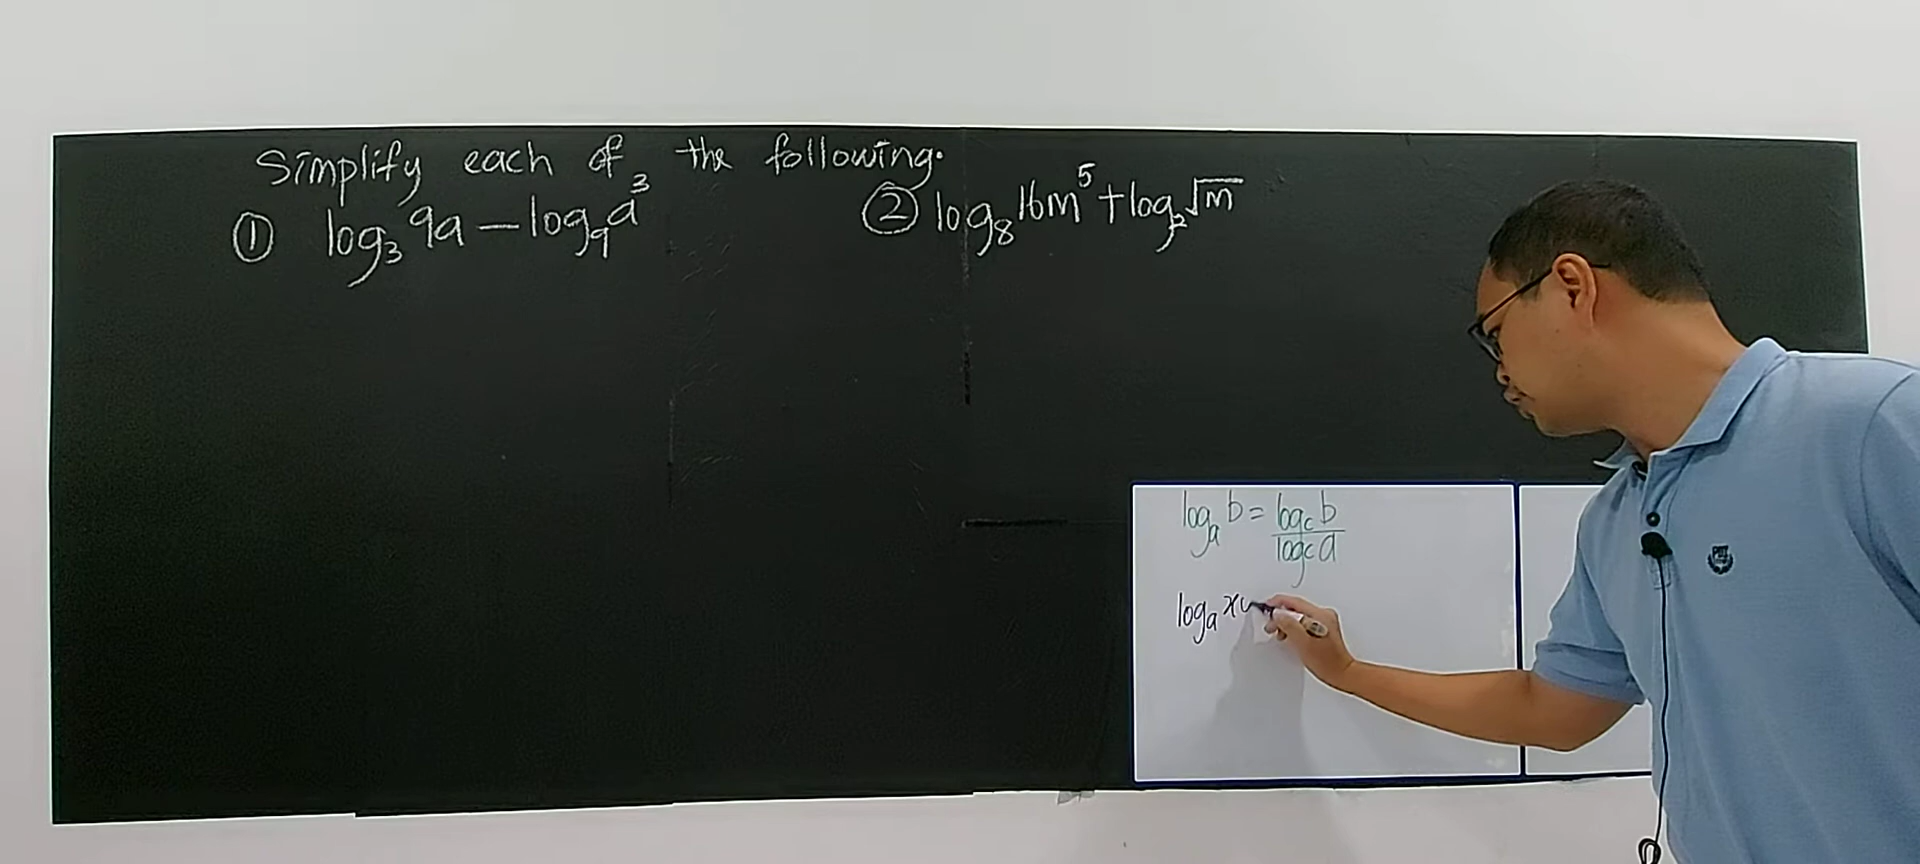 Simplify each of the following.
① log₃ 9a − log₉ a³
② log₈ 16m⁵ + log₂ √m
logₐ b = log_c b / log_c a
logₐ x